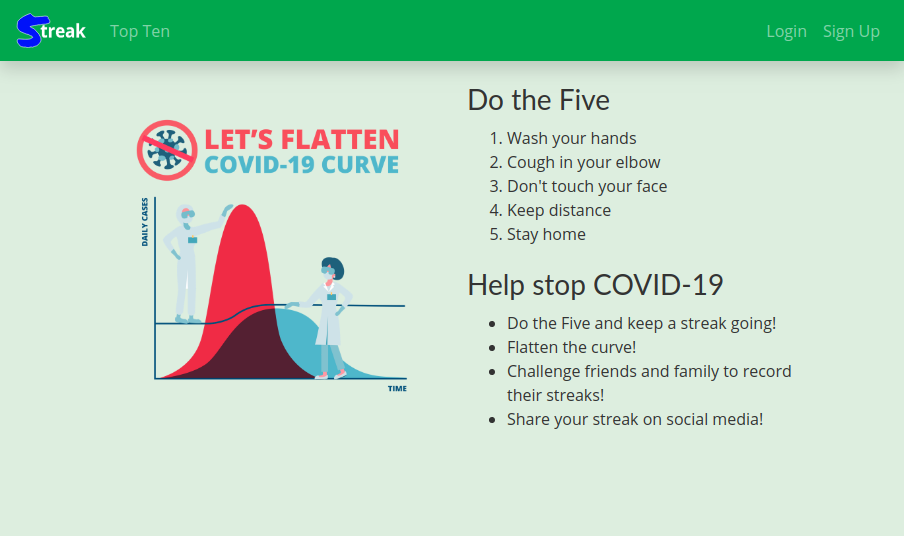 Streak
Top Ten
Login
Sign Up
LET'S FLATTEN
COVID-19 CURVE
DAILY CASES
TIME
Do the Five
1. Wash your hands
2. Cough in your elbow
3. Don't touch your face
4. Keep distance
5. Stay home
Help stop COVID-19
• Do the Five and keep a streak going!
• Flatten the curve!
• Challenge friends and family to record
their streaks!
• Share your streak on social media!